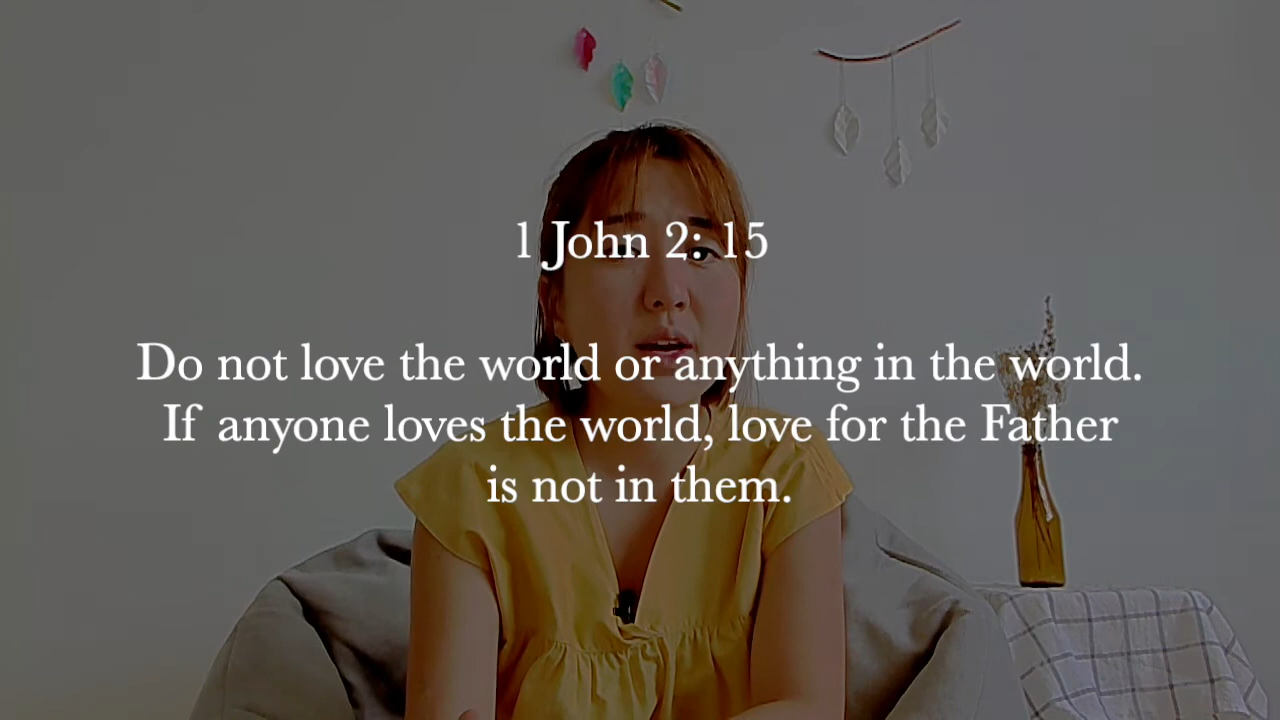 1 John 2: 15
Do not love the world or anything in the world.
If anyone loves the world, love for the Father
is not in them.